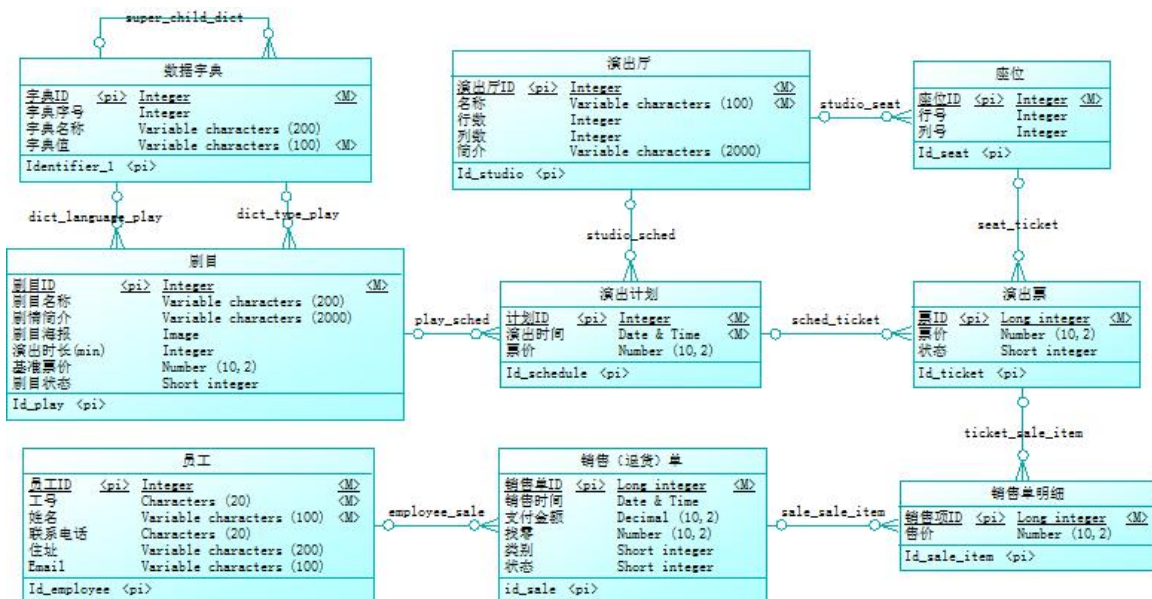 super_child_dict
数据字典
字典ID <pi> Integer <M>
字典序号 Integer
字典名称 Variable characters (200)
字典值 Variable characters (100) <M>
Identifier_1 <pi>
演出厅
演出厅ID <pi> Integer <M>
名称 Variable characters (100) <M>
行数 Integer
列数 Integer
简介 Variable characters (2000)
Id_studio <pi>
studio_seat
座位
座位ID <pi> Integer <M>
行号 Integer
列号 Integer
Id_seat <pi>
dict_language_play
dict_type_play
studio_sched
seat_ticket
剧目
剧目ID <pi> Integer <M>
剧目名称 Variable characters (200)
剧情简介 Variable characters (2000)
剧目海报 Image
演出时长(min) Integer
基准票价 Number (10,2)
剧目状态 Short integer
Id_play <pi>
play_sched
演出计划
计划ID <pi> Integer <M>
演出时间 Date & Time <M>
票价 Number (10,2)
Id_schedule <pi>
sched_ticket
演出票
票ID <pi> Long integer <M>
票价 Number (10,2)
状态 Short integer
Id_ticket <pi>
ticket_sale_item
员工
员工ID <pi> Integer <M>
工号 Characters (20) <M>
姓名 Variable characters (100) <M>
联系电话 Characters (20)
住址 Variable characters (200)
Email Variable characters (100)
Id_employee <pi>
employee_sale
销售（退货）单
销售单ID <pi> Long integer <M>
销售时间 Date & Time
支付金额 Decimal (10,2)
找零 Number (10,2)
类别 Short integer
状态 Short integer
id_sale <pi>
sale_sale_item
销售单明细
销售项ID <pi> Long integer <M>
售价 Number (10,2)
Id_sale_item <pi>